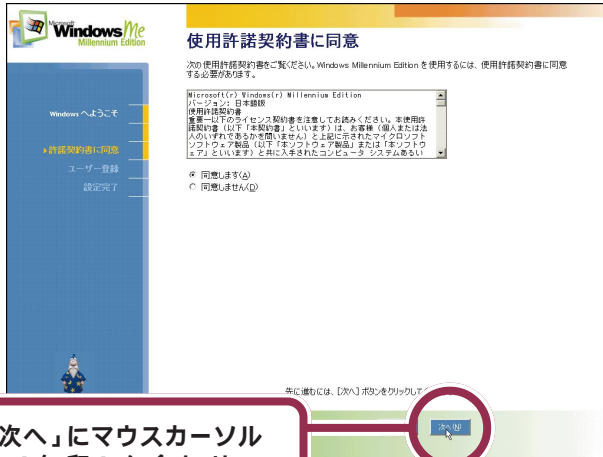 Microsoft
Windows Me
Millennium Edition
Windows へようこそ
許諾契約書に同意
ユーザー登録
設定完了
使用許諾契約書に同意
次の使用許諾契約書をご覧ください。Windows Millennium Edition を使用するには、使用許諾契約書に同意
する必要があります。
Microsoft(r) Windows(r) Millennium Edition
バージョン: 日本語版
使用許諾契約書
重要－以下のライセンス契約書を注意してお読みください。本使用許
諾契約書（以下「本契約書」といいます）は、お客様（個人または法
人のいずれであるかを問いません）と上記に示されたマイクロソフト
ソフトウェア製品（以下「本ソフトウェア製品」または「本ソフトウ
ェア」といいます）と共に入手されたコンピュータ システムあるい
同意します(A)
同意しません(D)
先に進むには、[次へ] ボタンをクリックして
次へ(N)
次へ」にマウスカーソル